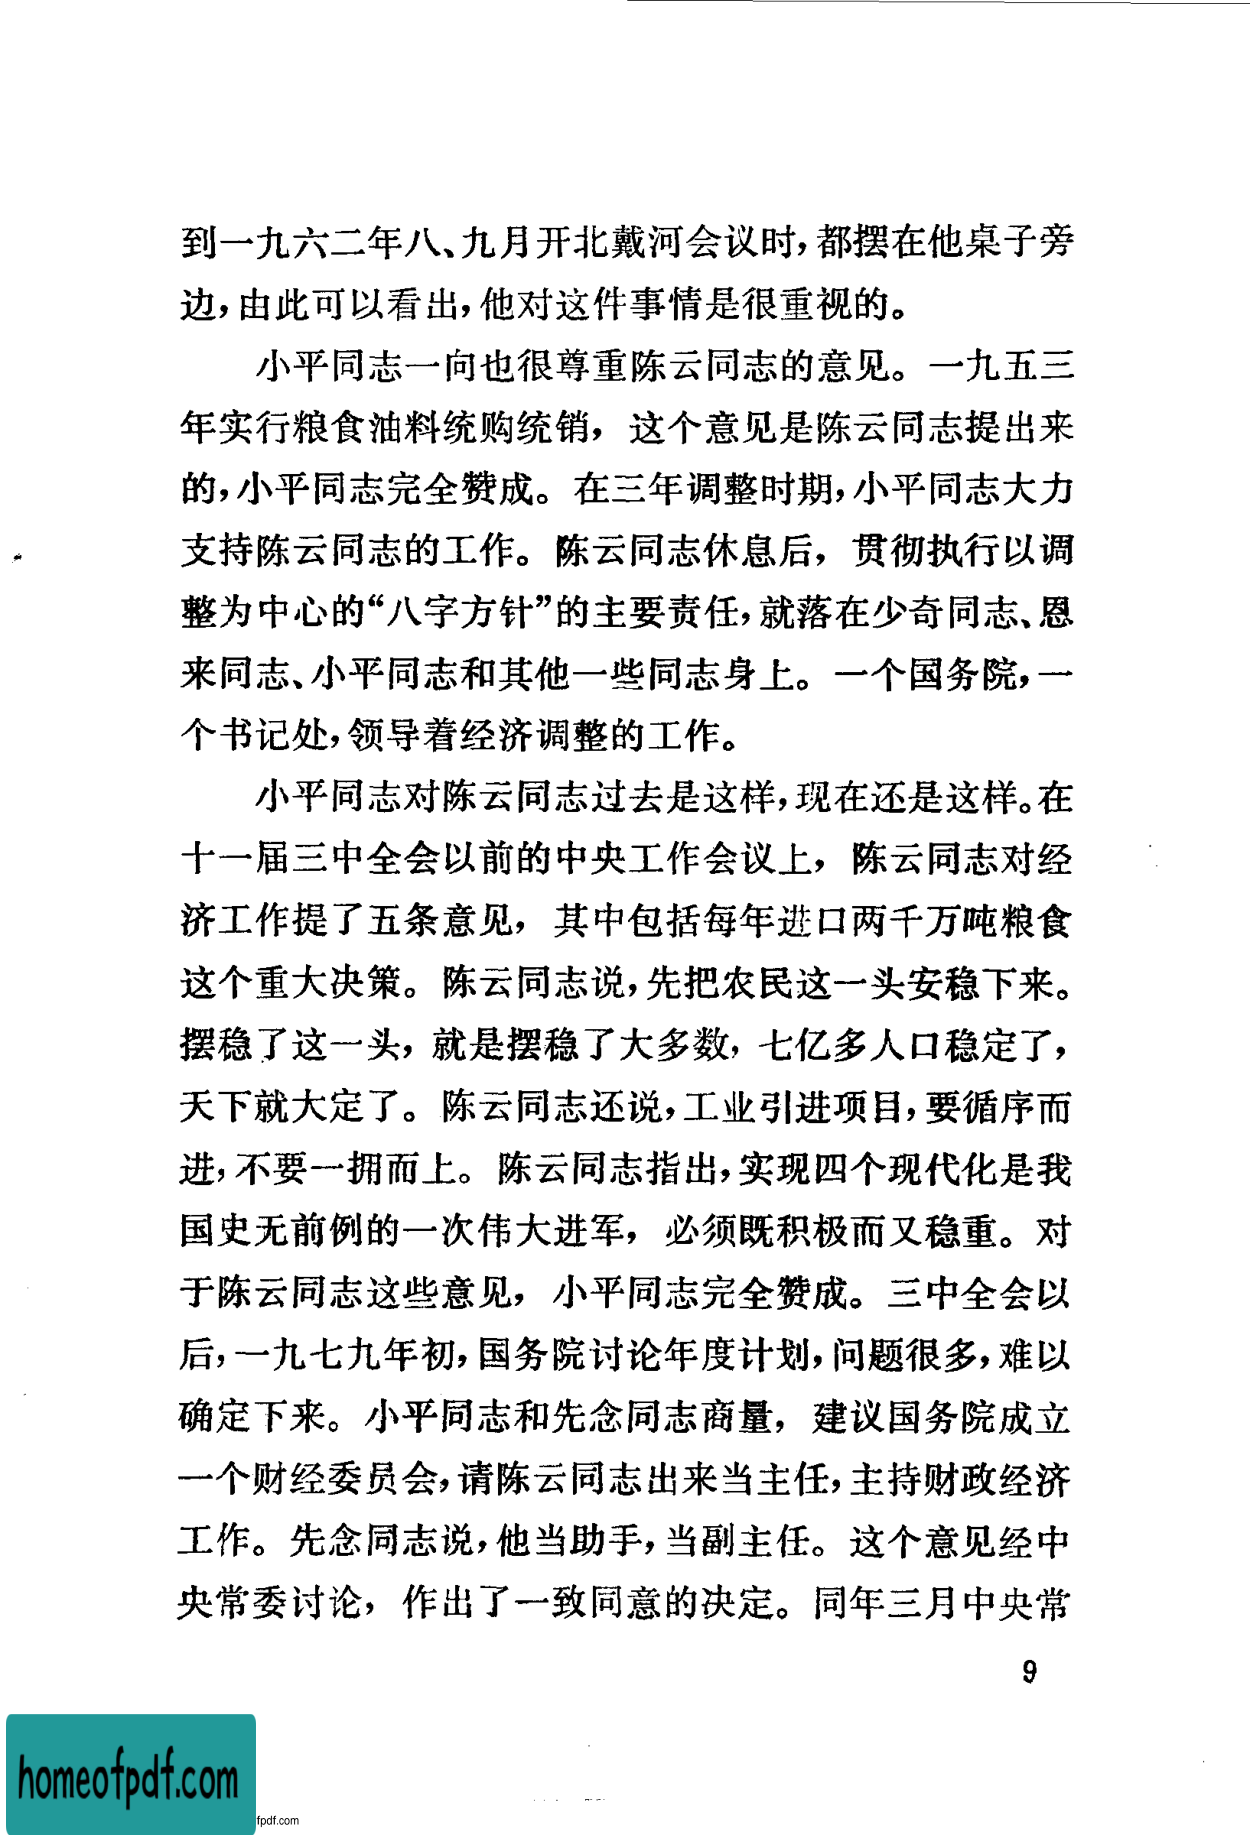 到一九六二年八、九月开北戴河会议时，都摆在他桌子旁
边，由此可以看出，他对这件事情是很重视的。
小平同志一向也很尊重陈云同志的意见。一九五三
年实行粮食油料统购统销，这个意见是陈云同志提出来
的，小平同志完全赞成。在三年调整时期，小平同志大力
支持陈云同志的工作。陈云同志休息后，贯彻执行以调
整为中心的“八字方针”的主要责任，就落在少奇同志、恩
来同志、小平同志和其他一些同志身上。一个国务院，一
个书记处，领导着经济调整的工作。
小平同志对陈云同志过去是这样，现在还是这样。在
十一届三中全会以前的中央工作会议上，陈云同志对经
济工作提了五条意见，其中包括每年进口两千万吨粮食
这个重大决策。陈云同志说，先把农民这一头安稳下来。
摆稳了这一头，就是摆稳了大多数，七亿多人口稳定了，
天下就大定了。陈云同志还说，工业引进项目，要循序而
进，不要一拥而上。陈云同志指出，实现四个现代化是我
国史无前例的一次伟大进军，必须既积极而又稳重。对
于陈云同志这些意见，小平同志完全赞成。三中全会以
后，一九七九年初，国务院讨论年度计划，问题很多，难以
确定下来。小平同志和先念同志商量，建议国务院成立
一个财经委员会，请陈云同志出来当主任，主持财政经济
工作。先念同志说，他当助手，当副主任。这个意见经中
央常委讨论，作出了一致同意的决定。同年三月中央常
9
homeofpdf.com
fpdf.com